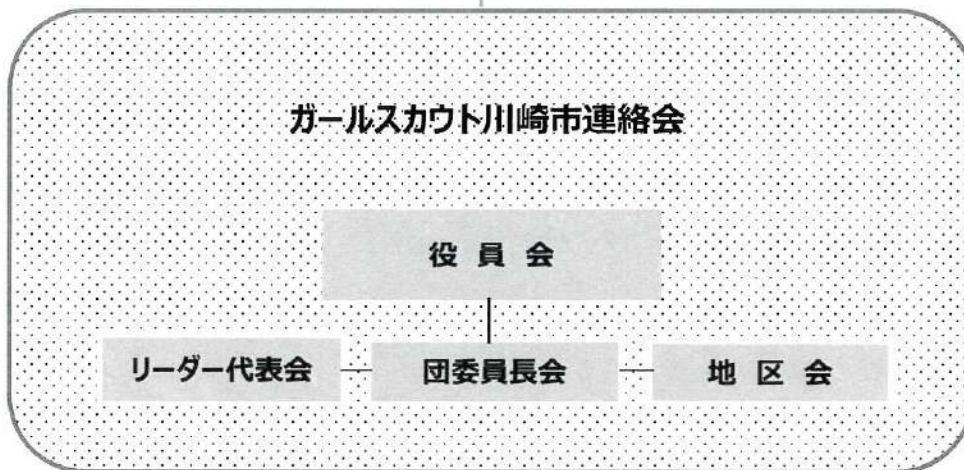 ガールスカウト川崎市連絡会
役 員 会
リーダー代表会
団委員長会
地 区 会